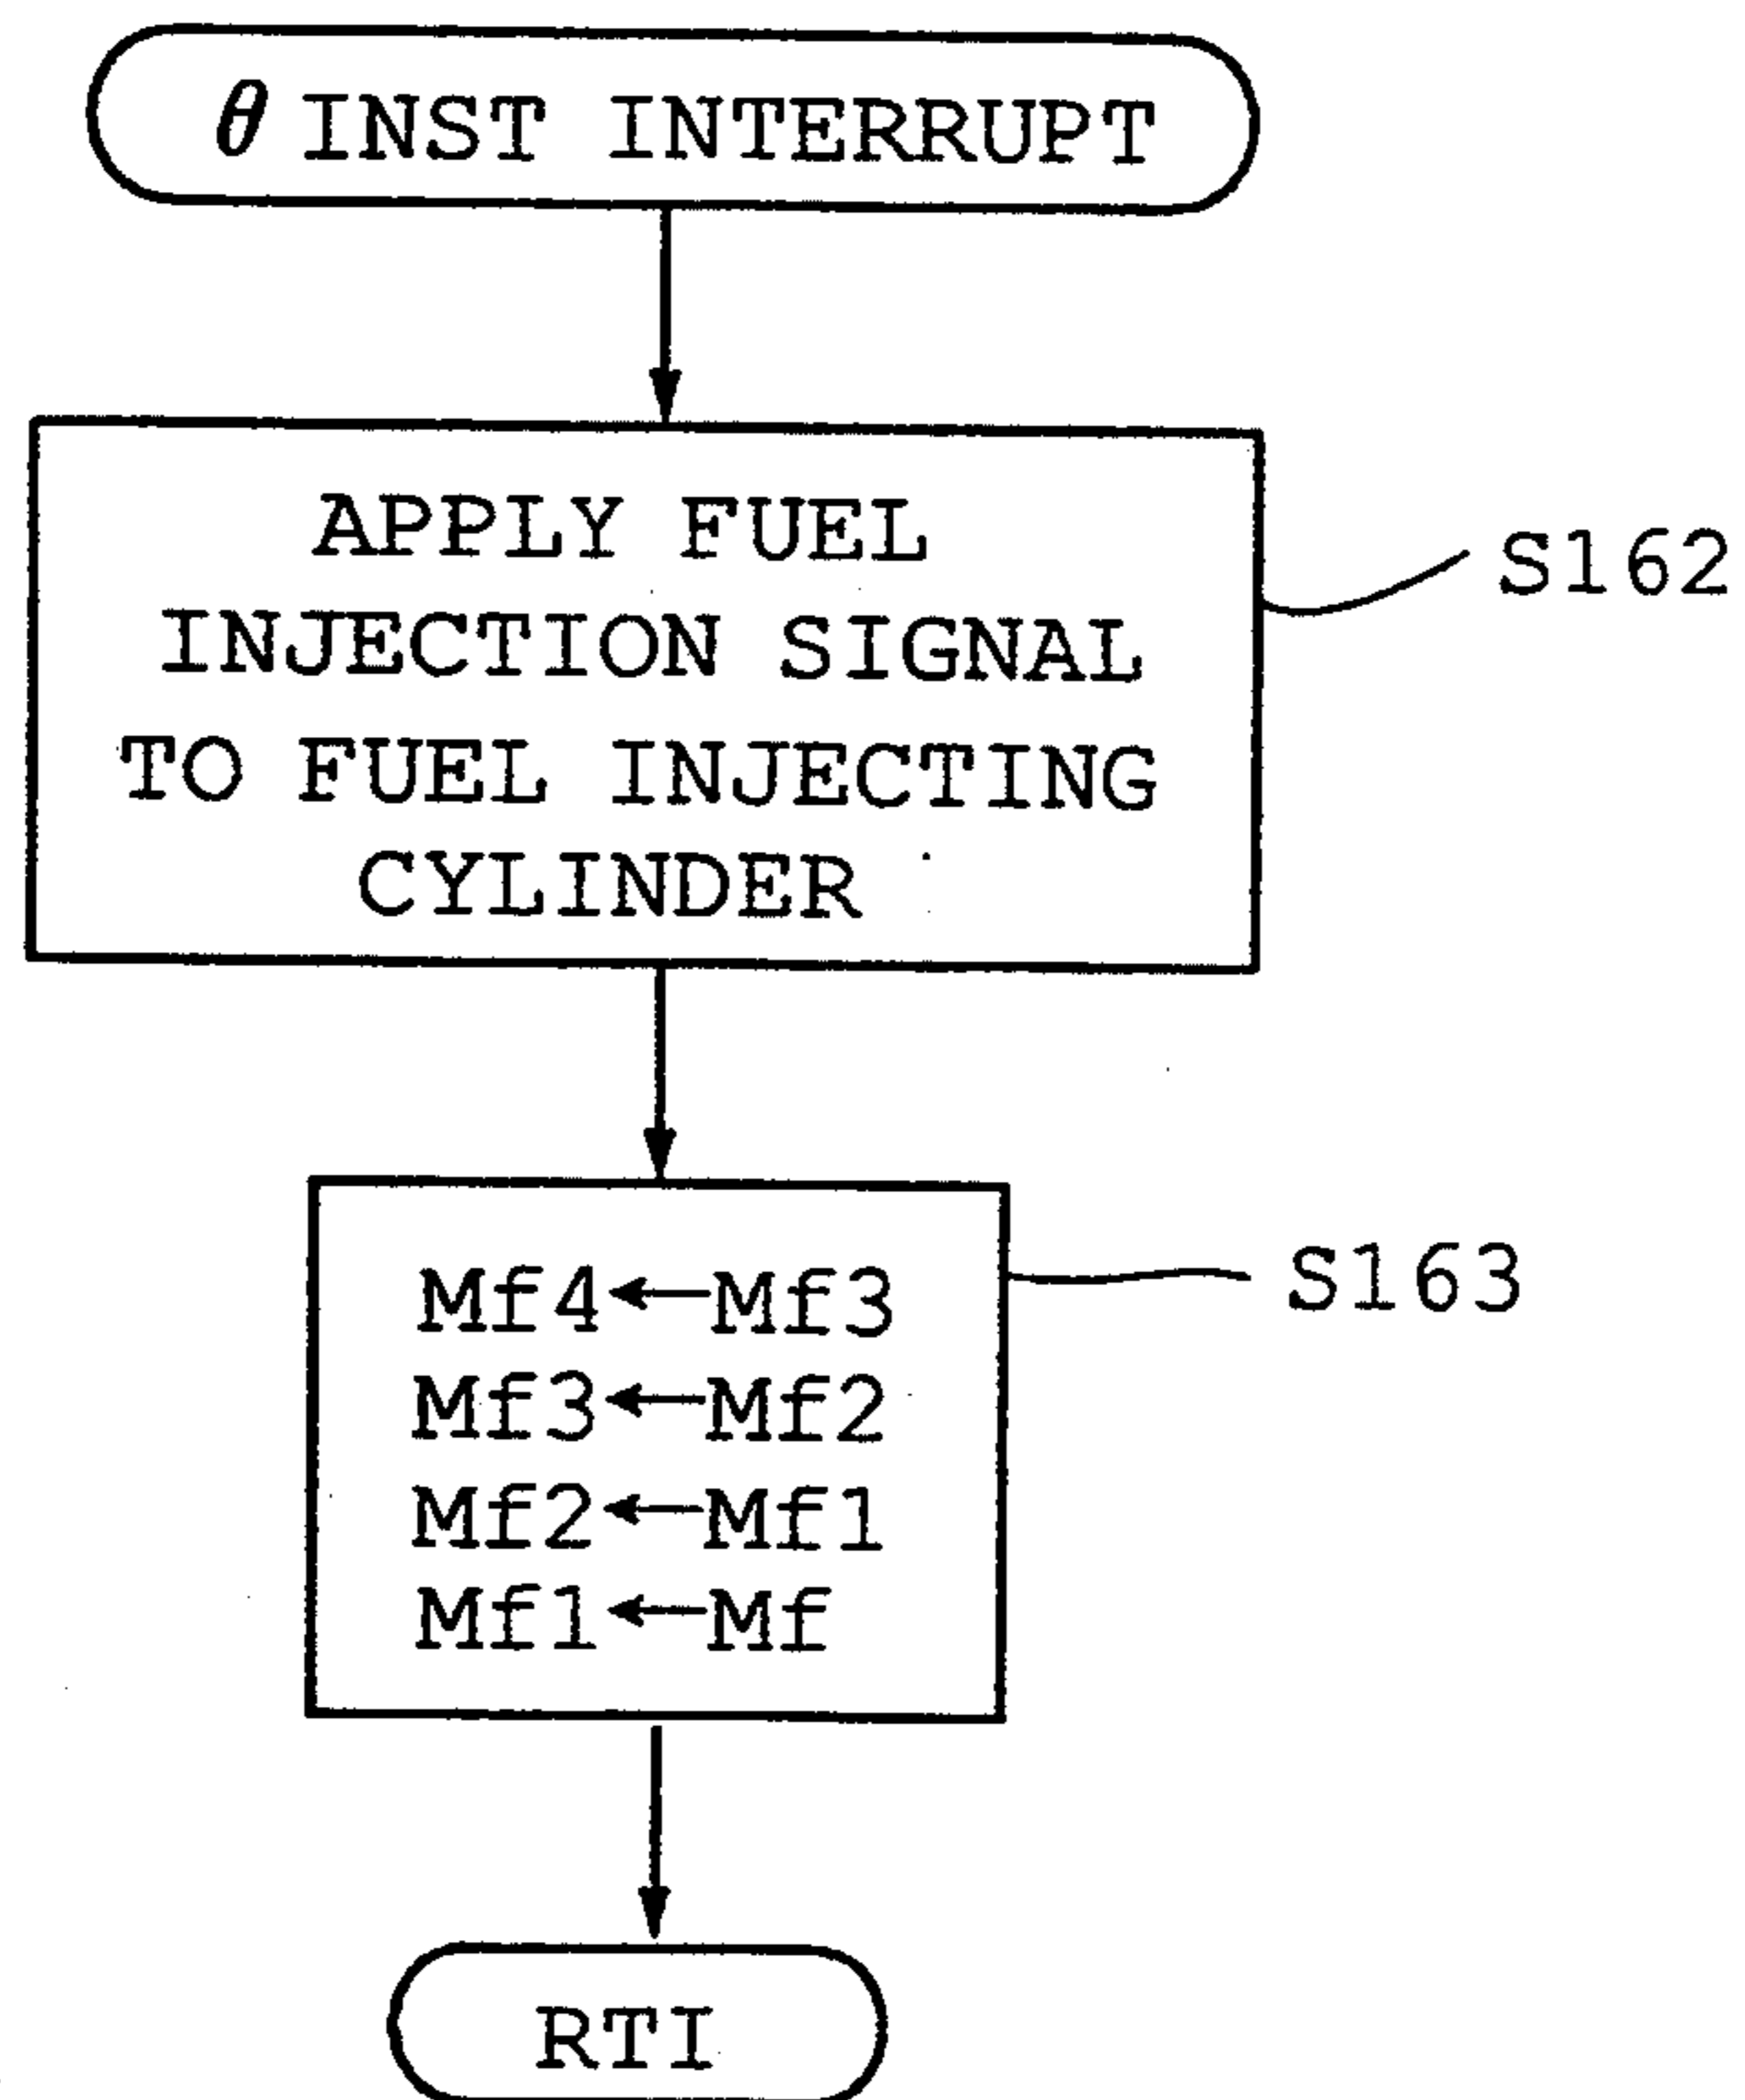 θ INST INTERRUPT
APPLY FUEL
INJECTION SIGNAL
TO FUEL INJECTING
CYLINDER
S162
Mf4←Mf3
Mf3←Mf2
Mf2←Mf1
Mf1←Mf
S163
RTI